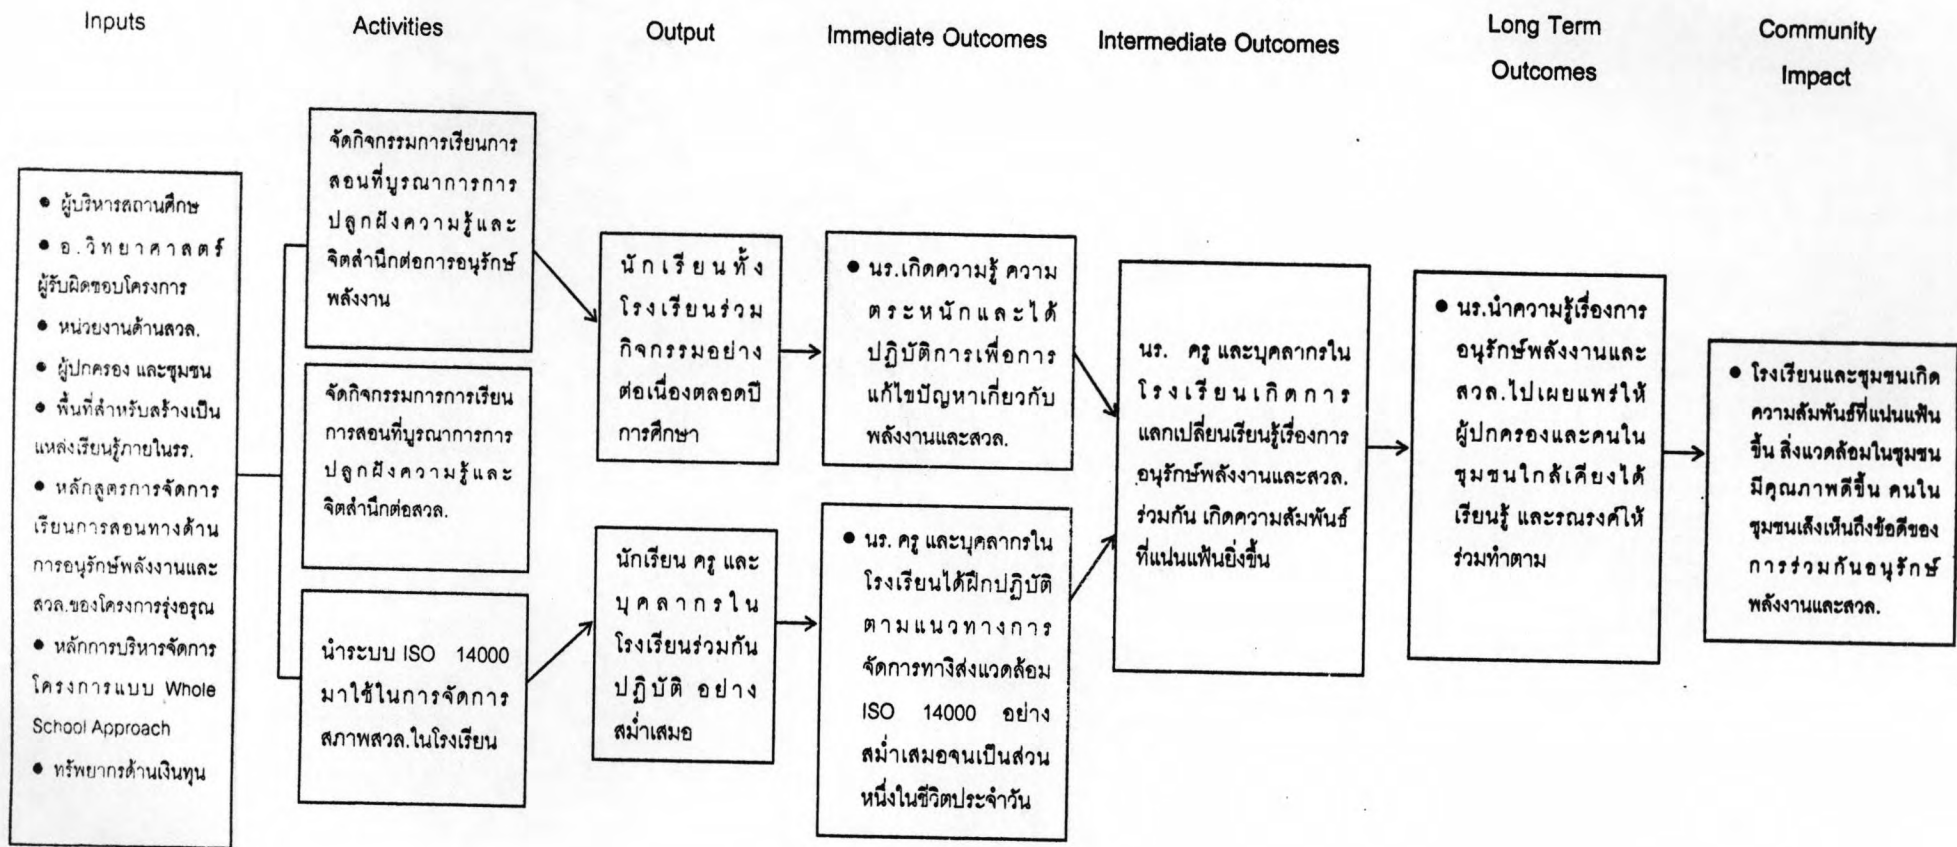 Inputs
Activities
Output
Immediate Outcomes
Intermediate Outcomes
Long Term
Outcomes
Community
Impact
● ผู้บริหารสถานศึกษ
● อ.วิทยาศาสตร์
ผู้รับผิดชอบโครงการ
● หน่วยงานด้านสวล.
● ผู้ปกครอง และชุมชน
● พื้นที่สำหรับสร้างเป็น
แหล่งเรียนรู้ภายในรร.
● หลักสูตรการจัดการ
เรียนการสอนทางด้าน
การอนุรักษ์พลังงานและ
สวล.ของโครงการรุ่งอรุณ
● หลักการบริหารจัดการ
โครงการแบบ Whole
School Approach
● ทรัพยากรด้านเงินทุน
จัดกิจกรรมการเรียนการ
สอนที่บูรณาการการ
ปลูกฝังความรู้และ
จิตสำนึกต่อการอนุรักษ์
พลังงาน
จัดกิจกรรมการการเรียน
การสอนที่บูรณาการการ
ปลูกฝังความรู้และ
จิตสำนึกต่อสวล.
นำระบบ ISO 14000
มาใช้ในการจัดการ
สภาพสวล.ในโรงเรียน
นักเรียนทั้ง
โรงเรียนร่วม
กิจกรรมอย่าง
ต่อเนื่องตลอดปี
การศึกษา
นักเรียน ครู และ
บุคลากรใน
โรงเรียนร่วมกัน
ปฏิบัติ อย่าง
สม่ำเสมอ
● นร.เกิดความรู้ ความ
ตระหนักและได้
ปฏิบัติการเพื่อการ
แก้ไขปัญหาเกี่ยวกับ
พลังงานและสวล.
● นร. ครู และบุคลากรใน
โรงเรียนได้ฝึกปฏิบัติ
ตามแนวทางการ
จัดการทางิส่งแวดล้อม
ISO 14000 อย่าง
สม่ำเสมอจนเป็นส่วน
หนึ่งในชีวิตประจำวัน
นร. ครู และบุคลากรใน
โรงเรียนเกิดการ
แลกเปลี่ยนเรียนรู้เรื่องการ
อนุรักษ์พลังงานและสวล.
ร่วมกัน เกิดความสัมพันธ์
ที่แน่นแฟ้นยิ่งขึ้น
● นร.นำความรู้เรื่องการ
อนุรักษ์พลังงานและ
สวล.ไปเผยแพร่ให้
ผู้ปกครองและคนใน
ชุมชนใกล้เคียงได้
เรียนรู้ และรณรงค์ให้
ร่วมทำตาม
● โรงเรียนและชุมชนเกิด
ความสัมพันธ์ที่แน่นแฟ้น
ขึ้น สิ่งแวดล้อมในชุมชน
มีคุณภาพดีขึ้น คนใน
ชุมชนเล็งเห็นถึงข้อดีของ
การร่วมกันอนุรักษ์
พลังงานและสวล.